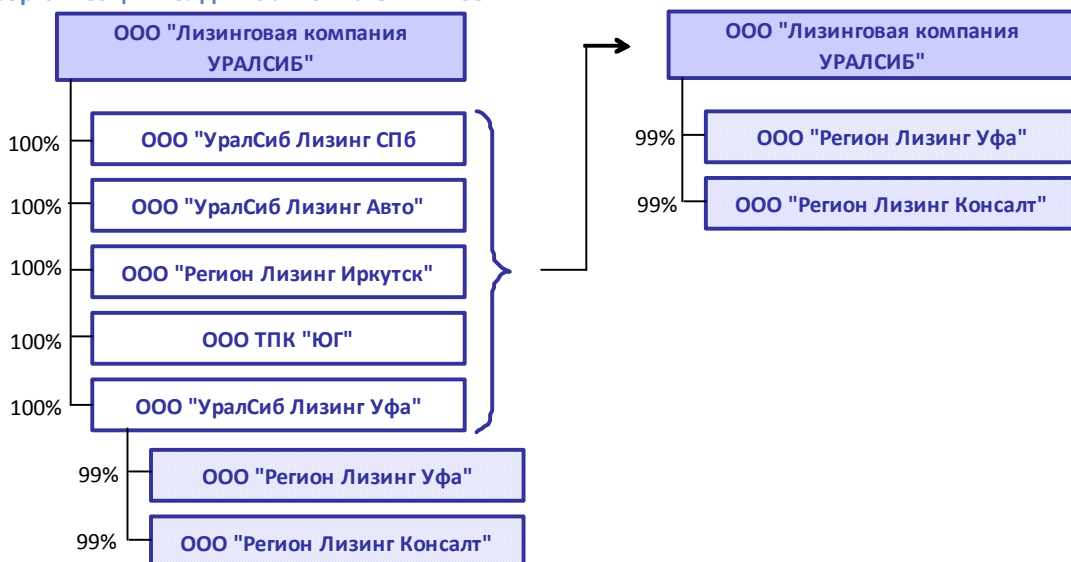 ООО "Лизинговая компания
УРАЛСИБ"
100%
ООО "УралСиб Лизинг СПб
100%
ООО "УралСиб Лизинг Авто"
100%
ООО "Регион Лизинг Иркутск"
100%
ООО ТПК "ЮГ"
100%
ООО "УралСиб Лизинг Уфа"
99%
ООО "Регион Лизинг Уфа"
99%
ООО "Регион Лизинг Консалт"
ООО "Лизинговая компания
УРАЛСИБ"
99%
ООО "Регион Лизинг Уфа"
99%
ООО "Регион Лизинг Консалт"